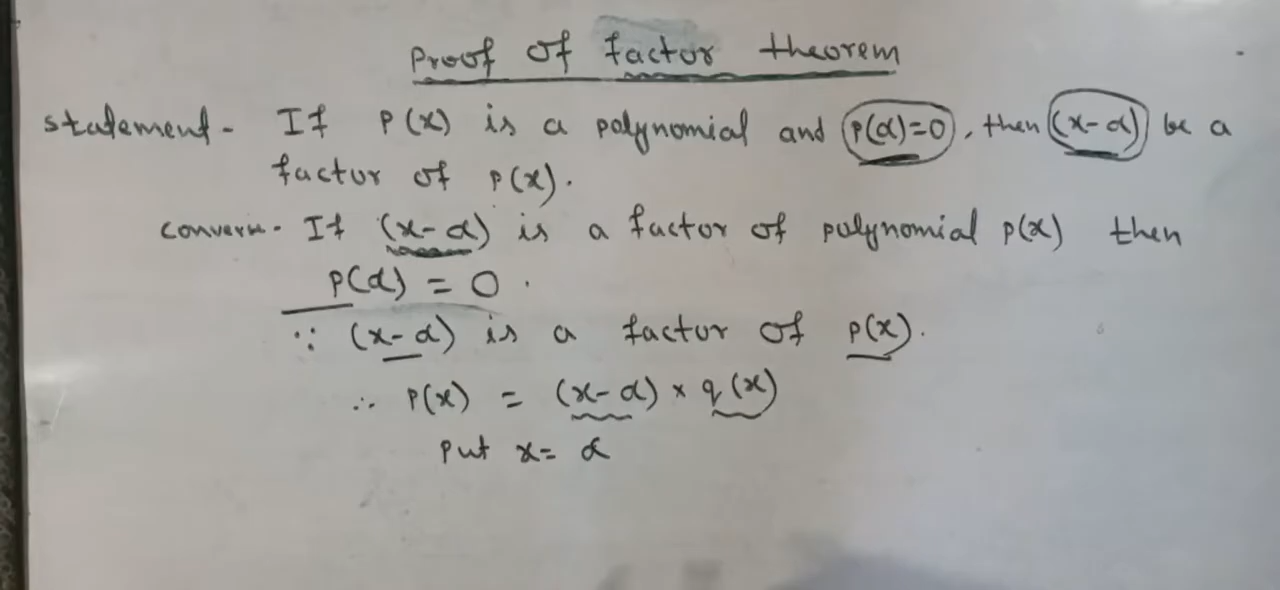 Proof of factor theorem
statement - If P(x) is a polynomial and P(α)=0, then (x-α) be a
factor of P(x).
converse - If (x-α) is a factor of polynomial P(x) then
P(α) = 0.
∵ (x-α) is a factor of P(x).
∴ P(x) = (x-α) × q(x)
put x = α